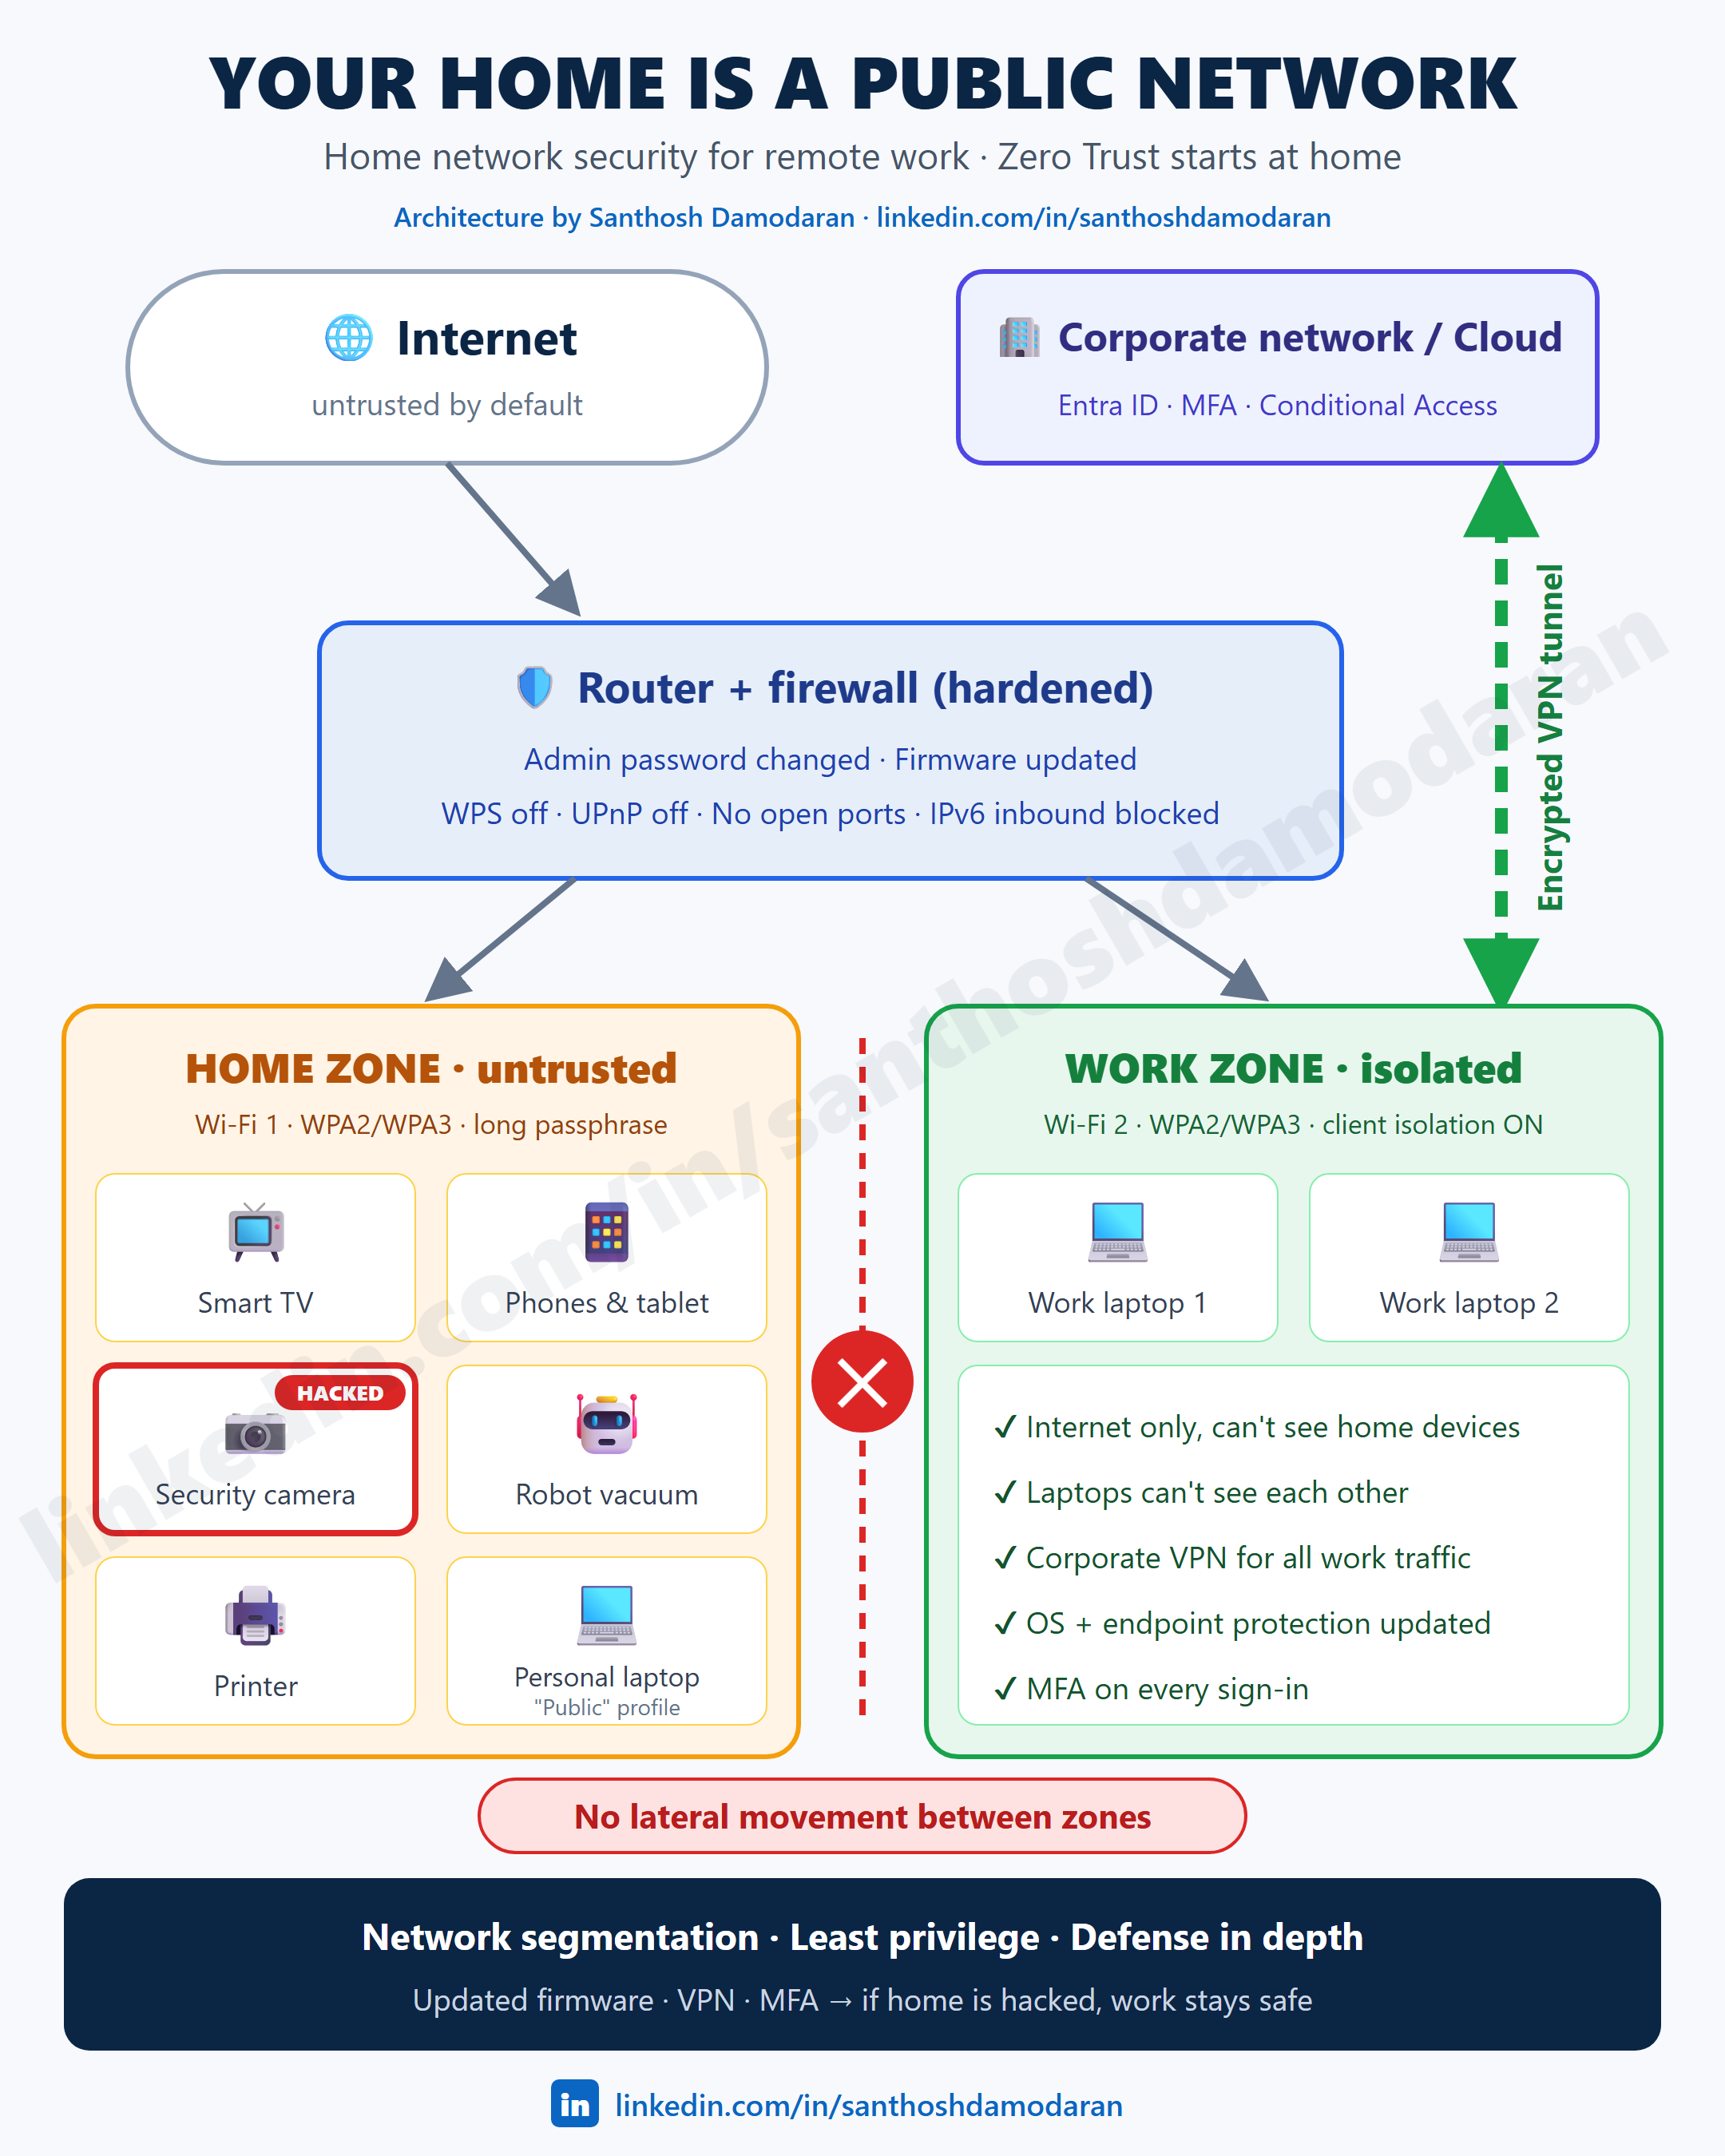 YOUR HOME IS A PUBLIC NETWORK
Home network security for remote work · Zero Trust starts at home
Architecture by Santhosh Damodaran · linkedin.com/in/santhoshdamodaran
Internet
untrusted by default
Corporate network / Cloud
Entra ID · MFA · Conditional Access
Encrypted VPN tunnel
Router + firewall (hardened)
Admin password changed · Firmware updated
WPS off · UPnP off · No open ports · IPv6 inbound blocked
HOME ZONE · untrusted
Wi-Fi 1 · WPA2/WPA3 · long passphrase
Smart TV
Phones & tablet
HACKED
Security camera
Robot vacuum
Printer
Personal laptop
"Public" profile
WORK ZONE · isolated
Wi-Fi 2 · WPA2/WPA3 · client isolation ON
Work laptop 1
Work laptop 2
✓ Internet only, can't see home devices
✓ Laptops can't see each other
✓ Corporate VPN for all work traffic
✓ OS + endpoint protection updated
✓ MFA on every sign-in
No lateral movement between zones
Network segmentation · Least privilege · Defense in depth
Updated firmware · VPN · MFA → if home is hacked, work stays safe
in linkedin.com/in/santhoshdamodaran
linkedin.com/in/santhoshdamodaran